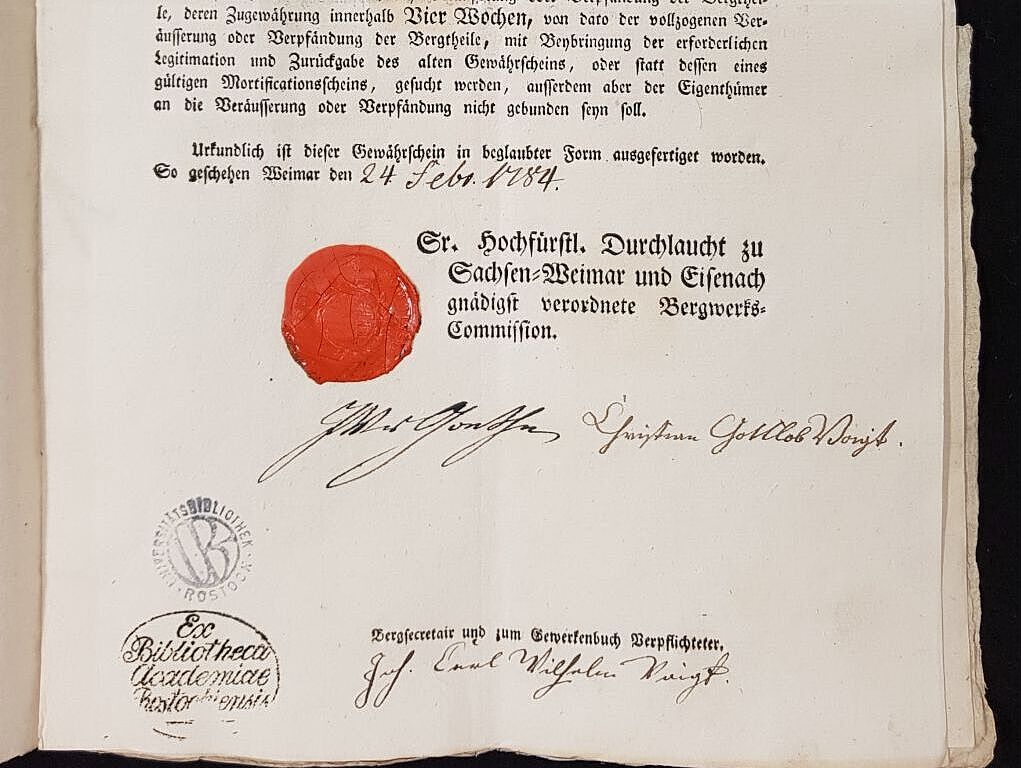 le, deren Zugewährung innerhalb Vier Wochen, von dato der vollzogenen Ver-
äusserung oder Verpfändung der Bergtheile, mit Beybringung der erforderlichen
Legitimation und Zurückgabe des alten Gewährscheins, oder statt dessen eines
gültigen Mortificationsscheins, gesucht werden, ausserdem aber der Eigenthümer
an die Veräusserung oder Verpfändung nicht gebunden seyn soll.
Urkundlich ist dieser Gewährschein in beglaubter Form ausgefertiget worden.
So geschehen Weimar den 24 Febr. 1784.
Sr. Hochfürstl. Durchlaucht zu
Sachsen-Weimar und Eisenach
gnädigst verordnete Bergwerks-
Commission.
JWvGoethe Christian Gottlob Voigt.
UNIVERSITÄTSBIBLIOTHEK ROSTOCK
Ex
Bibliotheca
Academiae
Rostochiensis
Bergsecretair und zum Gewerkenbuch Verpflichteter.
Joh. Carl Wilhelm Voigt.